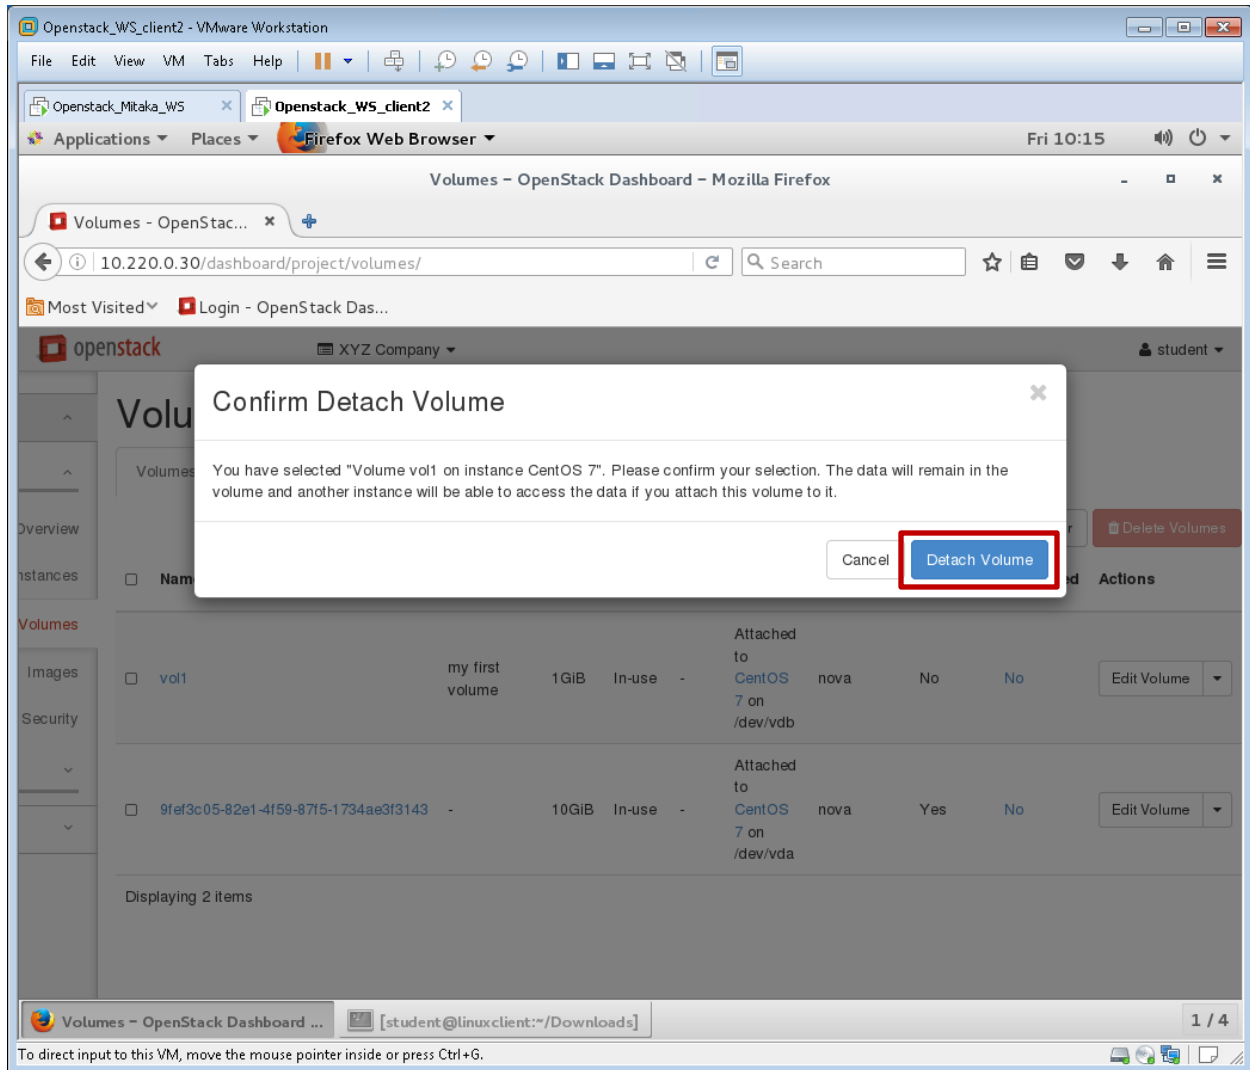 Openstack_WS_client2 - VMware Workstation
File Edit View VM Tabs Help
Openstack_Mitaka_WS Openstack_WS_client2
Applications Places Firefox Web Browser Fri 10:15
Volumes – OpenStack Dashboard – Mozilla Firefox
Volumes - OpenStac...
10.220.0.30/dashboard/project/volumes/ Search
Most Visited Login - OpenStack Das...
openstack XYZ Company student
Confirm Detach Volume
Volu
Volumes
You have selected "Volume vol1 on instance CentOS 7". Please confirm your selection. The data will remain in the
volume and another instance will be able to access the data if you attach this volume to it.
Overview
Delete Volumes
Cancel Detach Volume
nstances Nam ed Actions
Volumes
Images
Security
vol1 my first volume 1GiB In-use - Attached to CentOS 7 on /dev/vdb nova No No Edit Volume
9fef3c05-82e1-4f59-87f5-1734ae3f3143 - 10GiB In-use - Attached to CentOS 7 on /dev/vda nova Yes No Edit Volume
Displaying 2 items
Volumes – OpenStack Dashboard ... [student@linuxclient:~/Downloads] 1 / 4
To direct input to this VM, move the mouse pointer inside or press Ctrl+G.